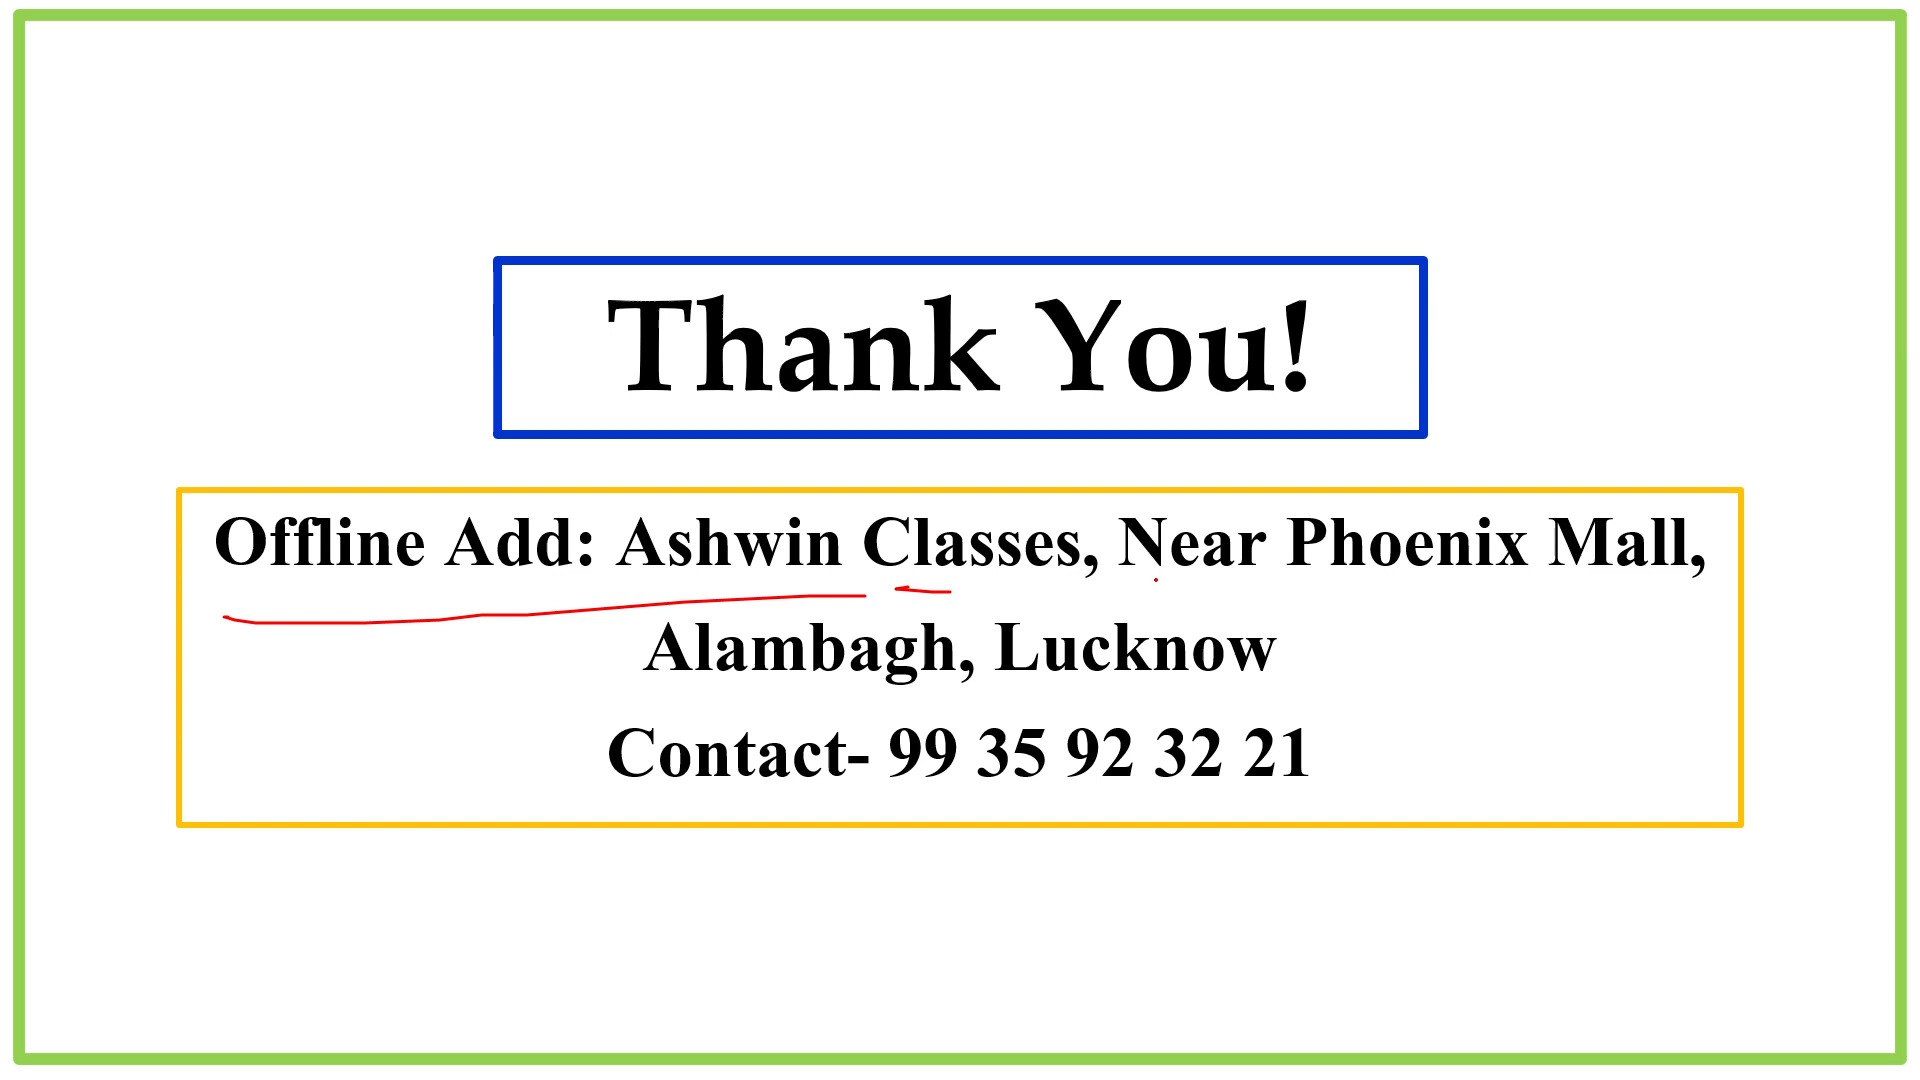 Thank You!
Offline Add: Ashwin Classes, Near Phoenix Mall,
Alambagh, Lucknow
Contact- 99 35 92 32 21